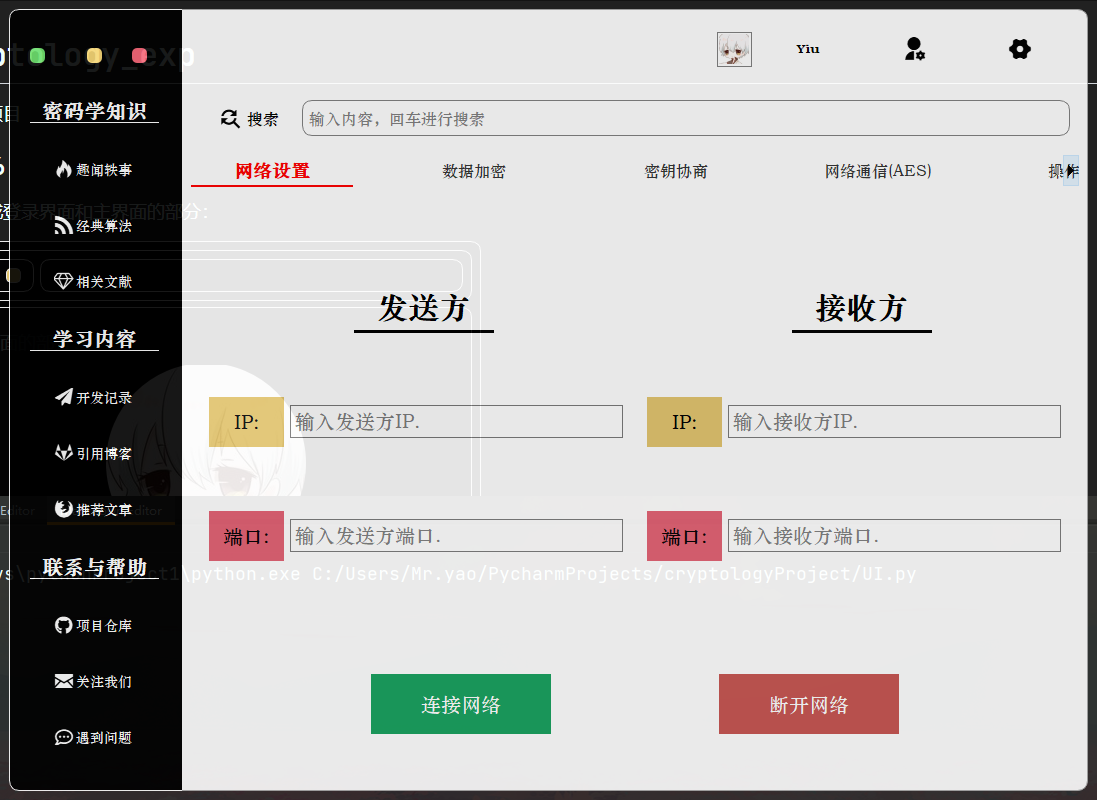 ptology_exp
Yiu
密码学知识
搜索
输入内容，回车进行搜索
趣闻轶事
网络设置
数据加密
密钥协商
网络通信(AES)
操作
登录界面和主界面的部分：
经典算法
相关文献
发送方
接收方
学习内容
开发记录
IP:
输入发送方IP.
IP:
输入接收方IP.
引用博客
推荐文章
端口:
输入发送方端口.
端口:
输入接收方端口.
联系与帮助
\python.exe C:/Users/Mr.yao/PycharmProjects/cryptologyProject/UI.py
项目仓库
关注我们
连接网络
断开网络
遇到问题